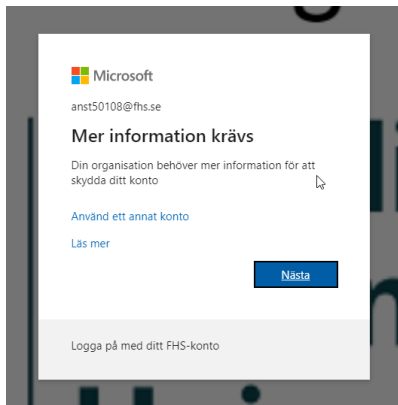 Microsoft
anst50108@fhs.se
Mer information krävs
Din organisation behöver mer information för att
skydda ditt konto
Använd ett annat konto
Läs mer
Nästa
Logga på med ditt FHS-konto